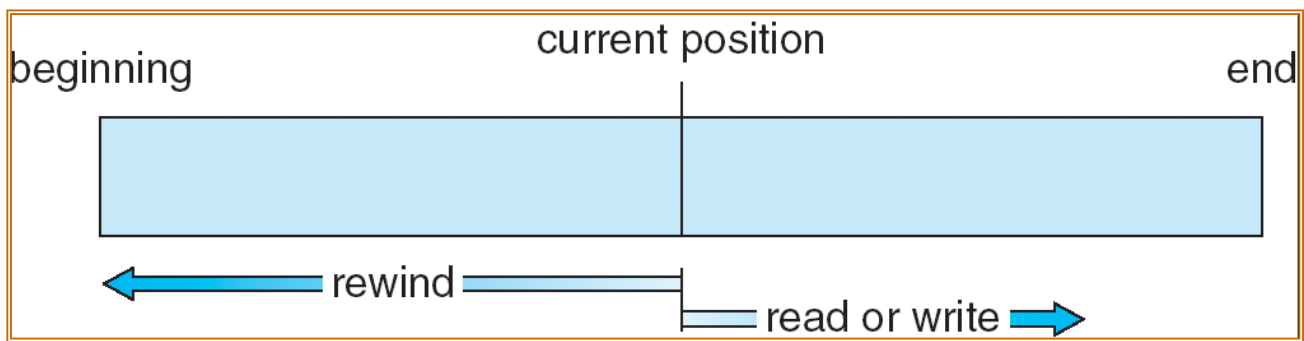 current position
beginning
end
rewind
read or write